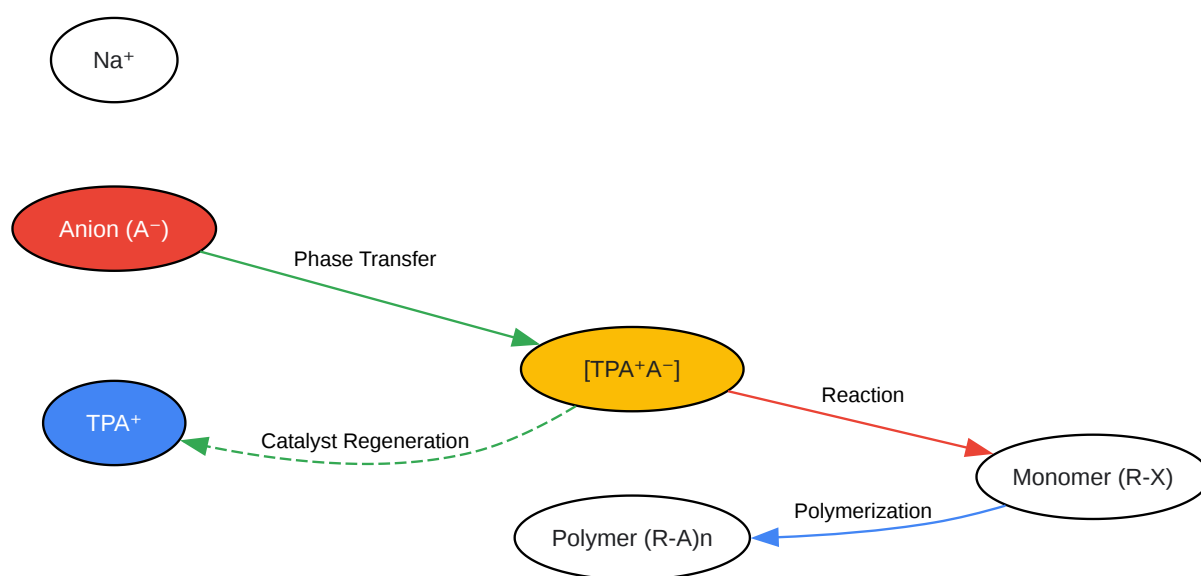 Na⁺
Anion (A⁻)
Phase Transfer
[TPA⁺A⁻]
Reaction
TPA⁺
Catalyst Regeneration
Monomer (R-X)
Polymerization
Polymer (R-A)n